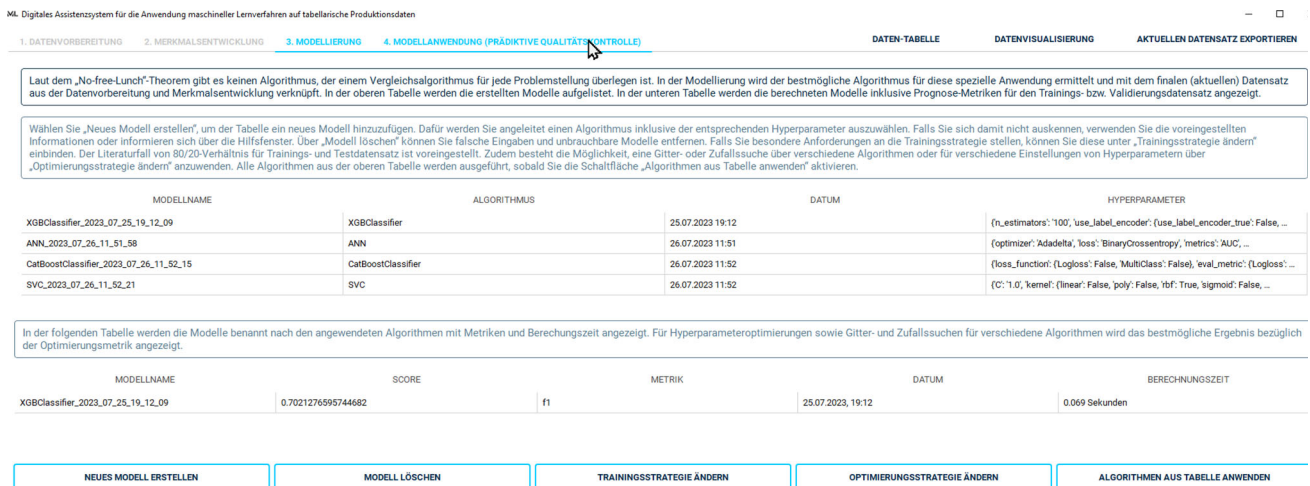 ML Digitales Assistenzsystem für die Anwendung maschineller Lernverfahren auf tabellarische Produktionsdaten
1. DATENVORBEREITUNG 2. MERKMALSENTWICKLUNG 3. MODELLIERUNG 4. MODELLANWENDUNG (PRÄDIKTIVE QUALITÄTSKONTROLLE) DATEN-TABELLE DATENVISUALISIERUNG AKTUELLEN DATENSATZ EXPORTIEREN
Laut dem „No-free-Lunch"-Theorem gibt es keinen Algorithmus, der einem Vergleichsalgorithmus für jede Problemstellung überlegen ist. In der Modellierung wird der bestmögliche Algorithmus für diese spezielle Anwendung ermittelt und mit dem finalen (aktuellen) Datensatz
aus der Datenvorbereitung und Merkmalsentwicklung verknüpft. In der oberen Tabelle werden die erstellten Modelle aufgelistet. In der unteren Tabelle werden die berechneten Modelle inklusive Prognose-Metriken für den Trainings- bzw. Validierungsdatensatz angezeigt.
Wählen Sie „Neues Modell erstellen", um der Tabelle ein neues Modell hinzuzufügen. Dafür werden Sie angeleitet einen Algorithmus inklusive der entsprechenden Hyperparameter auszuwählen. Falls Sie sich damit nicht auskennen, verwenden Sie die voreingestellten
Informationen oder informieren sich über die Hilfsfenster. Über „Modell löschen" können Sie falsche Eingaben und unbrauchbare Modelle entfernen. Falls Sie besondere Anforderungen an die Trainingsstrategie stellen, können Sie diese unter „Trainingsstrategie ändern"
einbinden. Der Literaturfall von 80/20-Verhältnis für Trainings- und Testdatensatz ist voreingestellt. Zudem besteht die Möglichkeit, eine Gitter- oder Zufallssuche über verschiedene Algorithmen oder für verschiedene Einstellungen von Hyperparametern über
„Optimierungsstrategie ändern" anzuwenden. Alle Algorithmen aus der oberen Tabelle werden ausgeführt, sobald Sie die Schaltfläche „Algorithmen aus Tabelle anwenden" aktivieren.
MODELLNAME ALGORITHMUS DATUM HYPERPARAMETER
XGBClassifier_2023_07_25_19_12_09 XGBClassifier 25.07.2023 19:12 {'n_estimators': '100', 'use_label_encoder': {'use_label_encoder_true': False, ...
ANN_2023_07_26_11_51_58 ANN 26.07.2023 11:51 {'optimizer': 'Adadelta', 'loss': 'BinaryCrossentropy', 'metrics': 'AUC', ...
CatBoostClassifier_2023_07_26_11_52_15 CatBoostClassifier 26.07.2023 11:52 {'loss_function': {'Logloss': False, 'MultiClass': False}, 'eval_metric': {'Logloss': ...
SVC_2023_07_26_11_52_21 SVC 26.07.2023 11:52 {'C': '1.0', 'kernel': {'linear': False, 'poly': False, 'rbf': True, 'sigmoid': False, ...
In der folgenden Tabelle werden die Modelle benannt nach den angewendeten Algorithmen mit Metriken und Berechungszeit angezeigt. Für Hyperparameteroptimierungen sowie Gitter- und Zufallssuchen für verschiedene Algorithmen wird das bestmögliche Ergebnis bezüglich
der Optimierungsmetrik angezeigt.
MODELLNAME SCORE METRIK DATUM BERECHNUNGSZEIT
XGBClassifier_2023_07_25_19_12_09 0.7021276595744682 f1 25.07.2023, 19:12 0.069 Sekunden
NEUES MODELL ERSTELLEN MODELL LÖSCHEN TRAININGSSTRATEGIE ÄNDERN OPTIMIERUNGSSTRATEGIE ÄNDERN ALGORITHMEN AUS TABELLE ANWENDEN